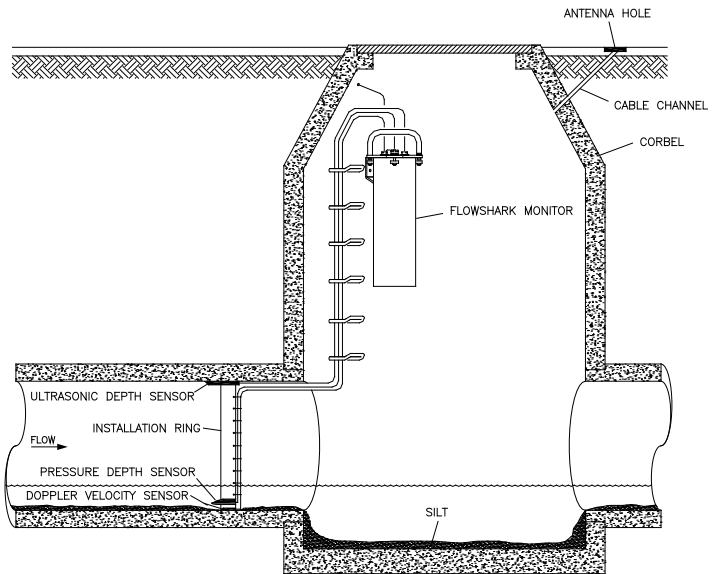 ANTENNA HOLE
CABLE CHANNEL
CORBEL
FLOWSHARK MONITOR
ULTRASONIC DEPTH SENSOR
INSTALLATION RING
FLOW
PRESSURE DEPTH SENSOR
DOPPLER VELOCITY SENSOR
SILT